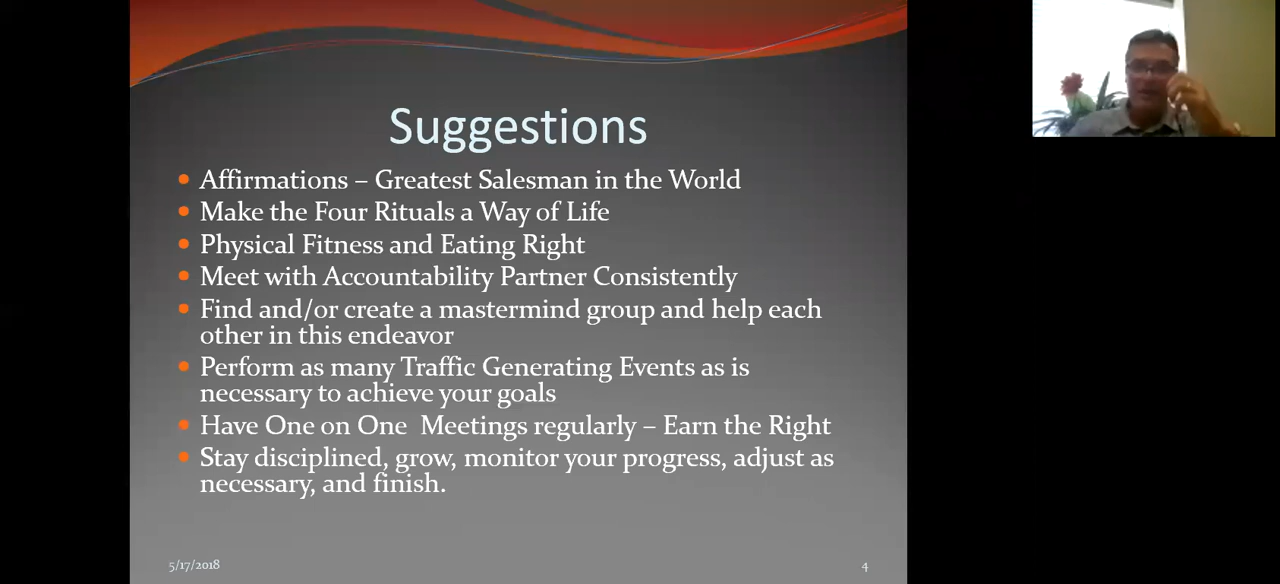 Suggestions
Affirmations – Greatest Salesman in the World
Make the Four Rituals a Way of Life
Physical Fitness and Eating Right
Meet with Accountability Partner Consistently
Find and/or create a mastermind group and help each
other in this endeavor
Perform as many Traffic Generating Events as is
necessary to achieve your goals
Have One on One  Meetings regularly – Earn the Right
Stay disciplined, grow, monitor your progress, adjust as
necessary, and finish.
5/17/2018
4